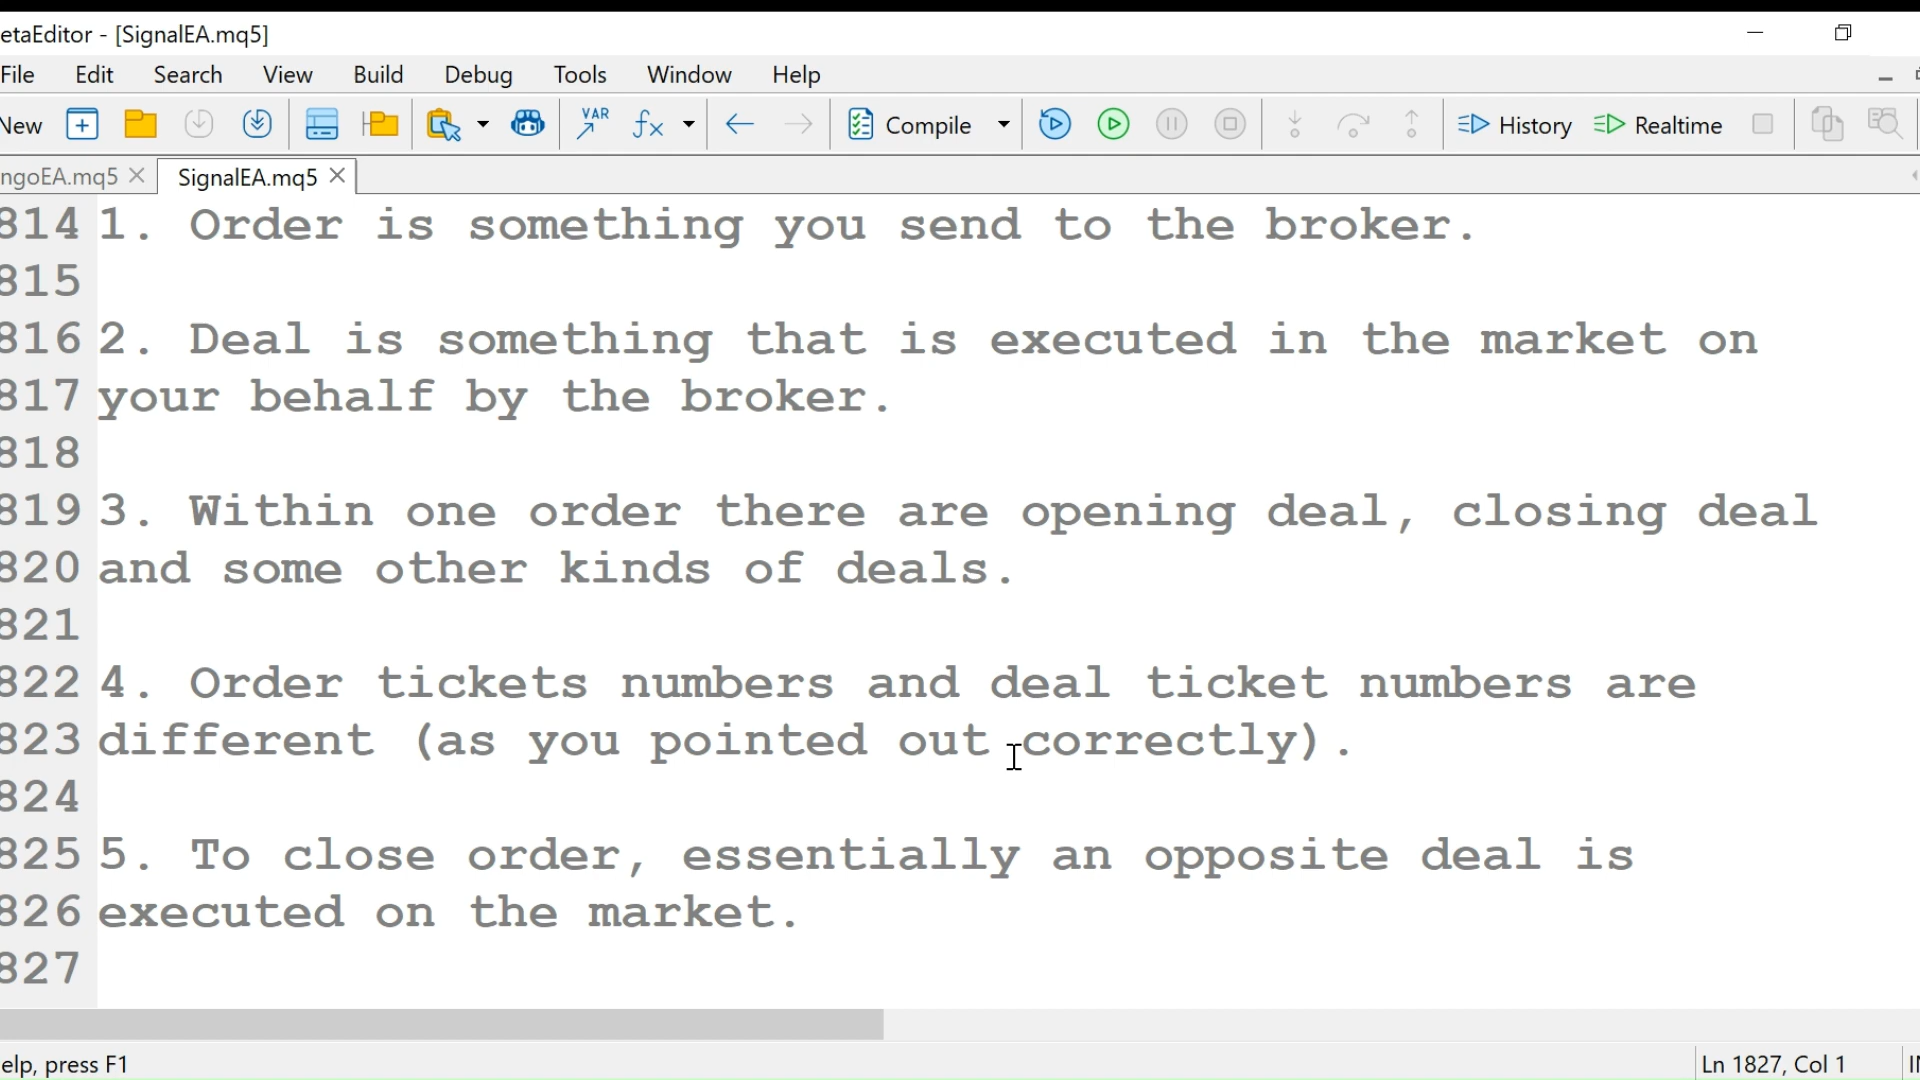 etaEditor - [SignalEA.mq5]
File Edit Search View Build Debug Tools Window Help
New VAR fx Compile History Realtime
ngoEA.mq5 SignalEA.mq5
814 1. Order is something you send to the broker.
815
816 2. Deal is something that is executed in the market on
817 your behalf by the broker.
818
819 3. Within one order there are opening deal, closing deal
820 and some other kinds of deals.
821
822 4. Order tickets numbers and deal ticket numbers are
823 different (as you pointed out correctly).
824
825 5. To close order, essentially an opposite deal is
826 executed on the market.
827
elp, press F1 Ln 1827, Col 1